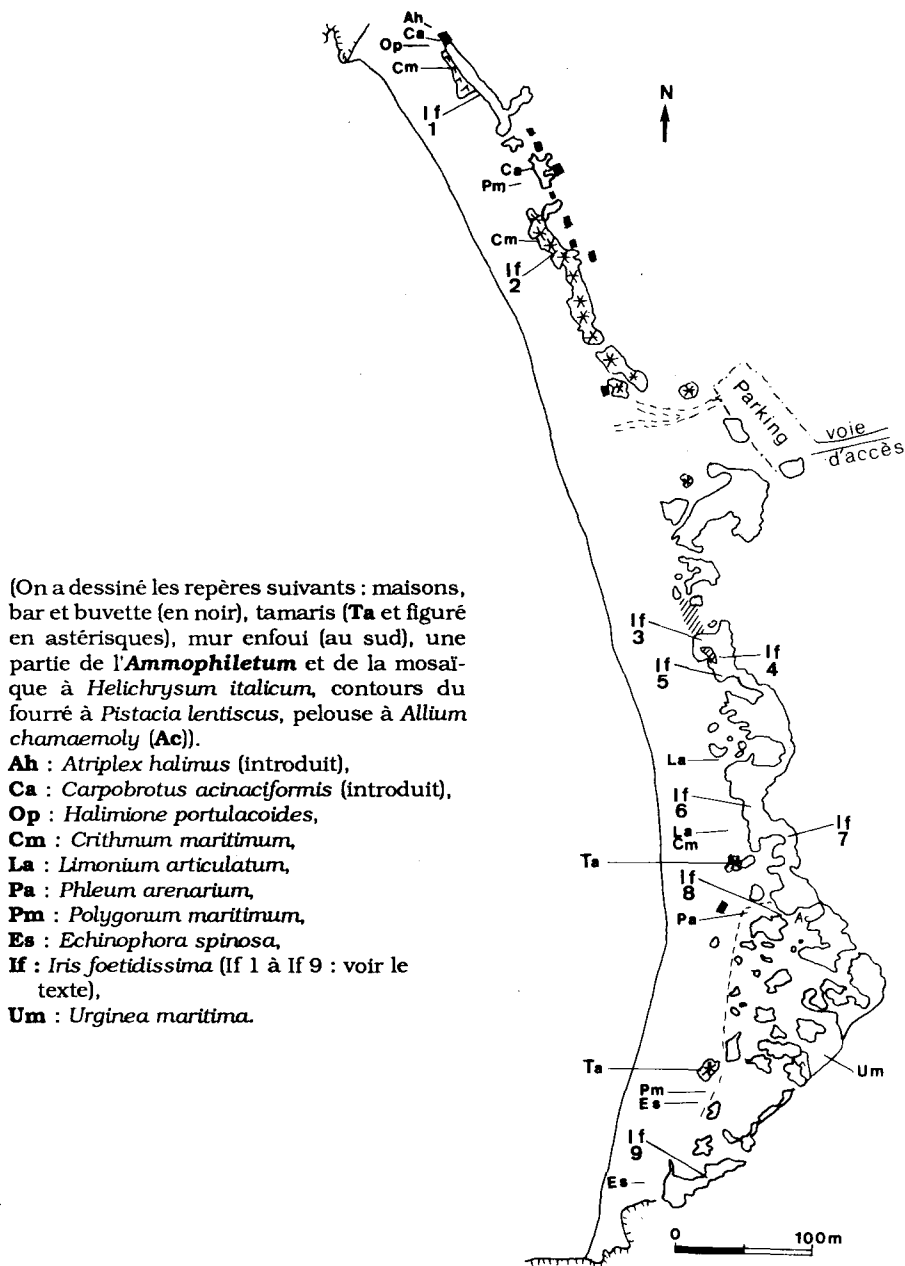 Ah
Ca
Op
Cm
If
1
N
Ca
Pm
Cm
If
2
Parking
voie
d'accès
(On a dessiné les repères suivants : maisons,
bar et buvette (en noir), tamaris (Ta et figuré
en astérisques), mur enfoui (au sud), une
partie de l'Ammophiletum et de la mosaï-
que à Helichrysum italicum, contours du
fourré à Pistacia lentiscus, pelouse à Allium
chamaemoly (Ac)).
Ah : Atriplex halimus (introduit),
Ca : Carpobrotus acinaciformis (introduit),
Op : Halimione portulacoides,
Cm : Crithmum maritimum,
La : Limonium articulatum,
Pa : Phleum arenarium,
Pm : Polygonum maritimum,
Es : Echinophora spinosa,
If : Iris foetidissima (If 1 à If 9 : voir le
texte),
Um : Urginea maritima.
If
3
If
4
If
5
La
If
6
La
Cm
If
7
Ta
If
8
Pa
Ac
Ta
Um
Pm
Es
If
9
Es
0 100m